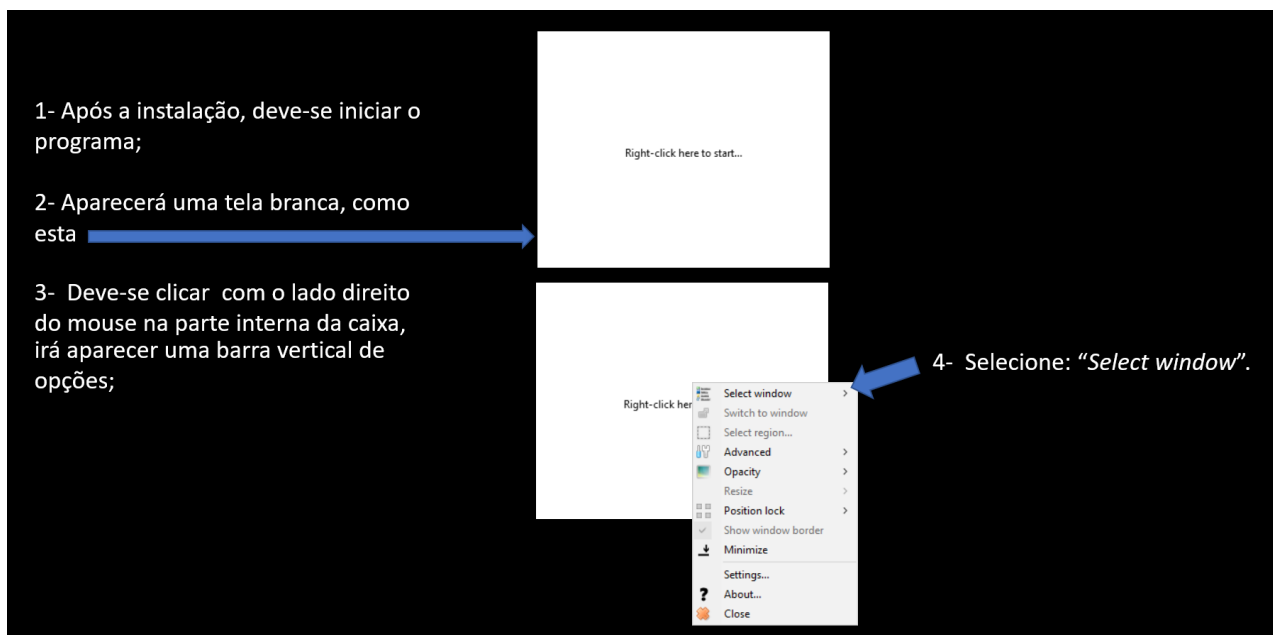 1- Após a instalação, deve-se iniciar o
programa;
2- Aparecerá uma tela branca, como
esta
3-  Deve-se clicar  com o lado direito
do mouse na parte interna da caixa,
irá aparecer uma barra vertical de
opções;
Right-click here to start...
Right-click her
Select window
Switch to window
Select region...
Advanced
Opacity
Resize
Position lock
Show window border
Minimize
Settings...
About...
Close
4-  Selecione: “Select window”.